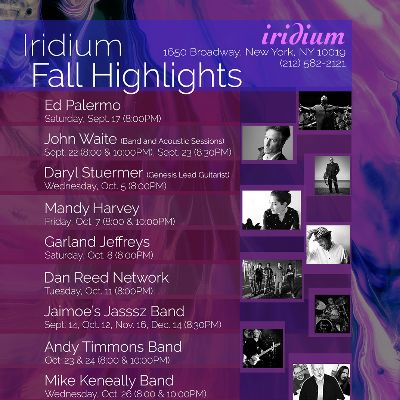 Iridium
Fall Highlights
iridium
1650 Broadway, New York, NY 10019
(212) 582-2121
Ed Palermo
Saturday, Sept. 17 (8:00PM)
John Waite (Band and Acoustic Sessions)
Sept. 22 (8:00 & 10:00PM), Sept. 23 (8:30PM)
Daryl Stuermer (Genesis Lead Guitarist)
Wednesday, Oct. 5 (8:00PM)
Mandy Harvey
Friday, Oct. 7 (8:00 & 10:00PM)
Garland Jeffreys
Saturday, Oct. 8 (8:00PM)
Dan Reed Network
Tuesday, Oct. 11 (8:00PM)
Jaimoe's Jasssz Band
Sept. 14, Oct. 12, Nov. 16, Dec. 14 (8:30PM)
Andy Timmons Band
Oct. 23 & 24 (8:00 & 10:00PM)
Mike Keneally Band
Wednesday, Oct. 26 (8:00 & 10:00PM)